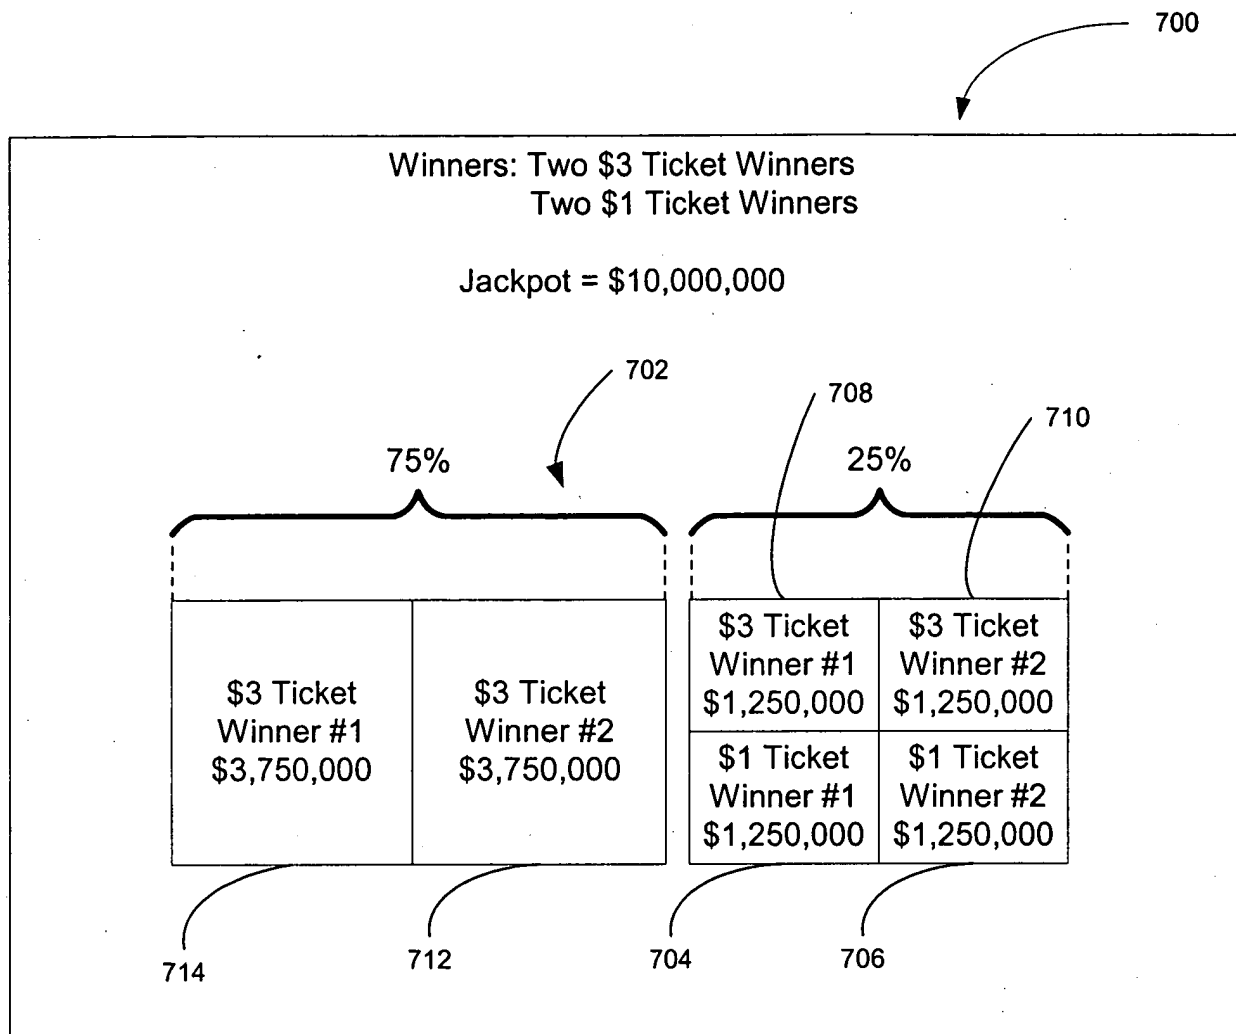 700
Winners: Two $3 Ticket Winners
Two $1 Ticket Winners
Jackpot = $10,000,000
702
708
710
75%
25%
$3 Ticket
Winner #1
$3,750,000
$3 Ticket
Winner #2
$3,750,000
$3 Ticket
Winner #1
$1,250,000
$3 Ticket
Winner #2
$1,250,000
$1 Ticket
Winner #1
$1,250,000
$1 Ticket
Winner #2
$1,250,000
714
712
704
706